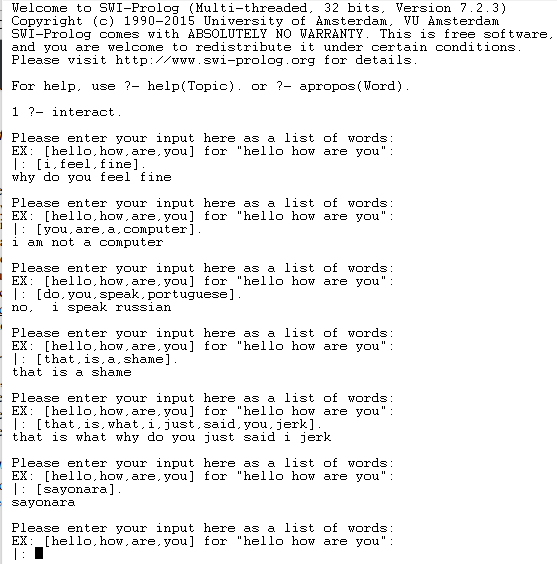 Welcome to SWI-Prolog (Multi-threaded, 32 bits, Version 7.2.3)
Copyright (c) 1990-2015 University of Amsterdam, VU Amsterdam
SWI-Prolog comes with ABSOLUTELY NO WARRANTY. This is free software,
and you are welcome to redistribute it under certain conditions.
Please visit http://www.swi-prolog.org for details.
For help, use ?- help(Topic). or ?- apropos(Word).
1 ?- interact.
Please enter your input here as a list of words:
EX: [hello,how,are,you] for "hello how are you":
|: [i,feel,fine].
why do you feel fine
Please enter your input here as a list of words:
EX: [hello,how,are,you] for "hello how are you":
|: [you,are,a,computer].
i am not a computer
Please enter your input here as a list of words:
EX: [hello,how,are,you] for "hello how are you":
|: [do,you,speak,portuguese].
no,  i speak russian
Please enter your input here as a list of words:
EX: [hello,how,are,you] for "hello how are you":
|: [that,is,a,shame].
that is a shame
Please enter your input here as a list of words:
EX: [hello,how,are,you] for "hello how are you":
|: [that,is,what,i,just,said,you,jerk].
that is what why do you just said i jerk
Please enter your input here as a list of words:
EX: [hello,how,are,you] for "hello how are you":
|: [sayonara].
sayonara
Please enter your input here as a list of words:
EX: [hello,how,are,you] for "hello how are you":
|: